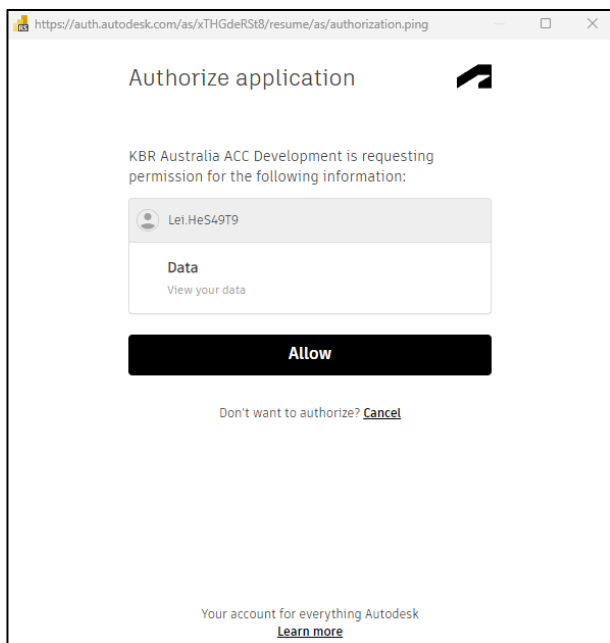 https://auth.autodesk.com/as/xTHGdeRSt8/resume/as/authorization.ping
Authorize application
KBR Australia ACC Development is requesting
permission for the following information:
Lei.HeS49T9
Data
View your data
Allow
Don't want to authorize? Cancel
Your account for everything Autodesk
Learn more